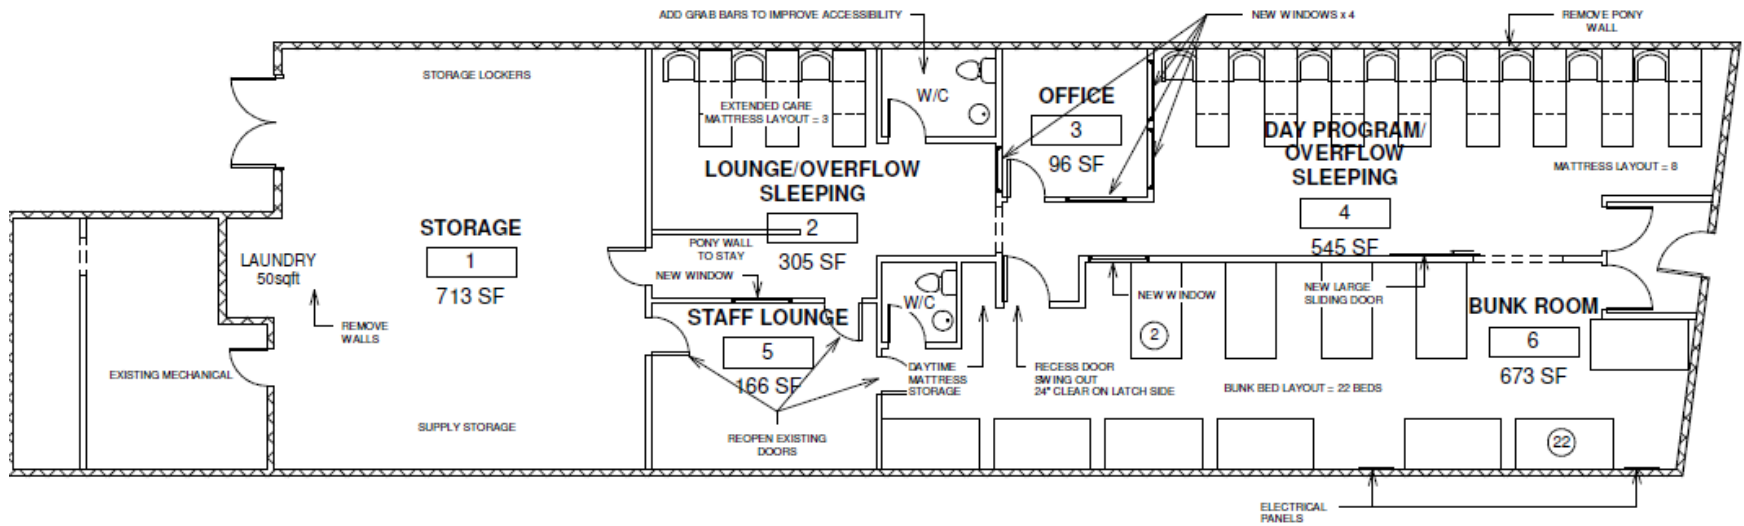 ADD GRAB BARS TO IMPROVE ACCESSIBILITY
NEW WINDOWS x 4
REMOVE PONY
WALL
STORAGE LOCKERS
EXTENDED CARE
MATTRESS LAYOUT = 3
W/C
OFFICE
3
96 SF
DAY PROGRAM/
OVERFLOW
SLEEPING
4
545 SF
MATTRESS LAYOUT = 8
LOUNGE/OVERFLOW
SLEEPING
2
305 SF
STORAGE
1
713 SF
LAUNDRY
50sqft
PONY WALL
TO STAY
NEW WINDOW
REMOVE
WALLS
EXISTING MECHANICAL
SUPPLY STORAGE
STAFF LOUNGE
5
166 SF
W/C
REOPEN EXISTING
DOORS
DAYTIME
MATTRESS
STORAGE
RECESS DOOR
SWING OUT
24" CLEAR ON LATCH SIDE
NEW WINDOW
2
NEW LARGE
SLIDING DOOR
BUNK ROOM
6
673 SF
BUNK BED LAYOUT = 22 BEDS
22
ELECTRICAL
PANELS